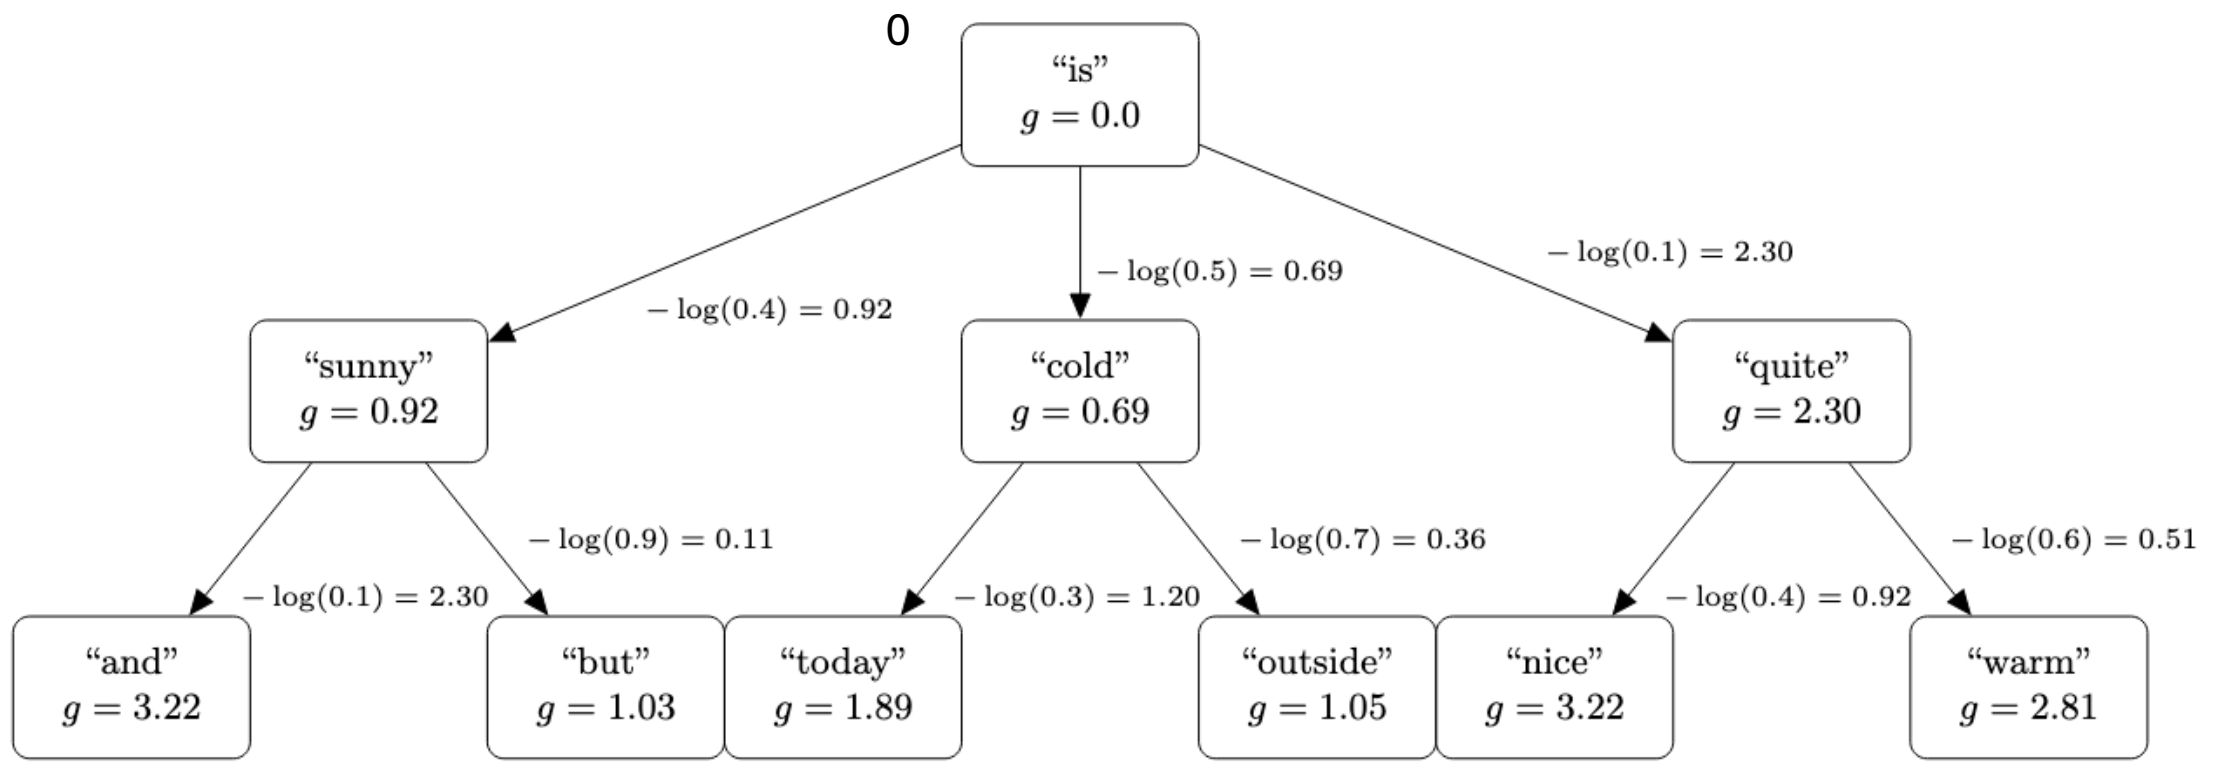 0
“is”
g = 0.0
− log(0.1) = 2.30
− log(0.5) = 0.69
− log(0.4) = 0.92
“sunny”
g = 0.92
“cold”
g = 0.69
“quite”
g = 2.30
− log(0.9) = 0.11
− log(0.7) = 0.36
− log(0.6) = 0.51
− log(0.1) = 2.30
− log(0.3) = 1.20
− log(0.4) = 0.92
“and”
g = 3.22
“but”
g = 1.03
“today”
g = 1.89
“outside”
g = 1.05
“nice”
g = 3.22
“warm”
g = 2.81